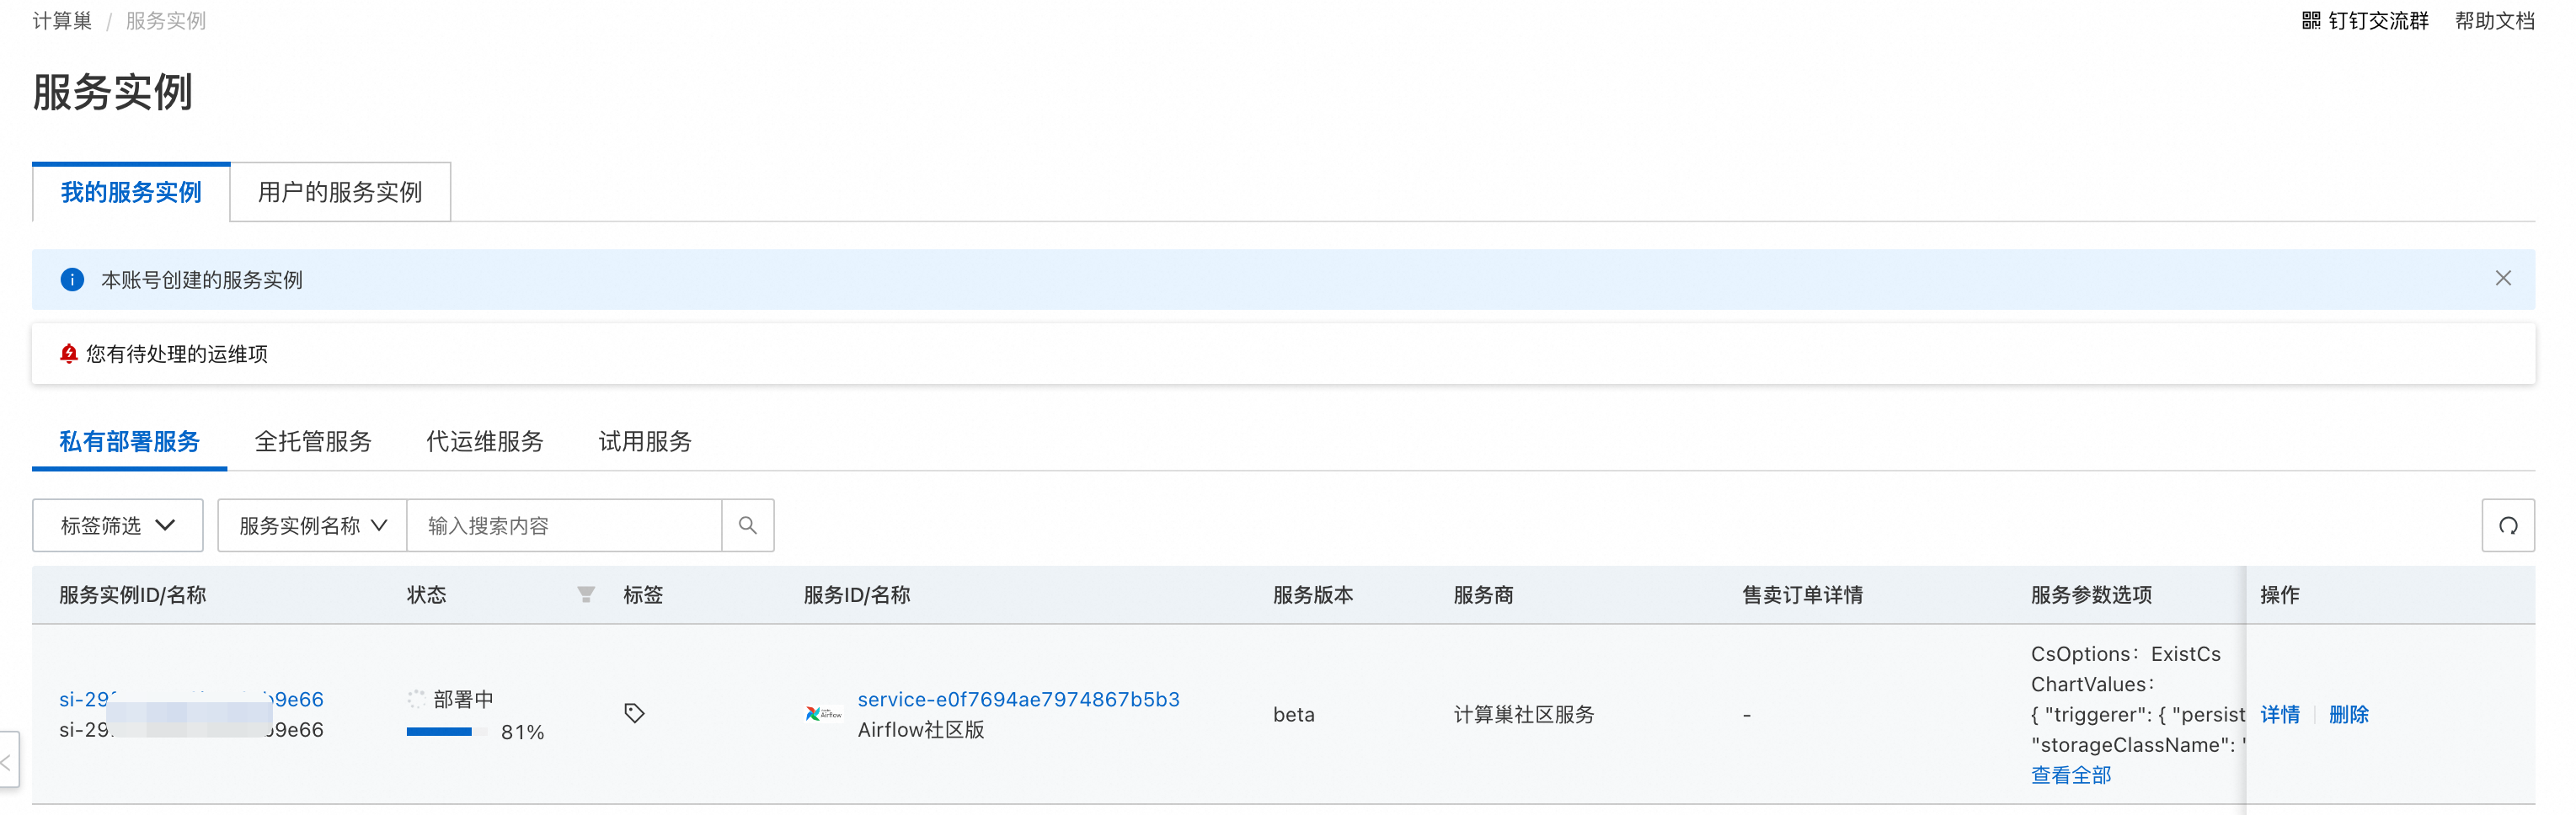 计算巢 / 服务实例
钉钉交流群 帮助文档
服务实例
我的服务实例 用户的服务实例
本账号创建的服务实例
您有待处理的运维项
私有部署服务 全托管服务 代运维服务 试用服务
标签筛选 服务实例名称 输入搜索内容
服务实例ID/名称 状态 标签 服务ID/名称 服务版本 服务商 售卖订单详情 服务参数选项 操作
si-29 b9e66
si-29 b9e66
部署中
81%
Airflow
service-e0f7694ae7974867b5b3
Airflow社区版
beta
计算巢社区服务
-
CsOptions: ExistCs
ChartValues:
{ "triggerer": { "persist
"storageClassName": "
查看全部
详情 删除